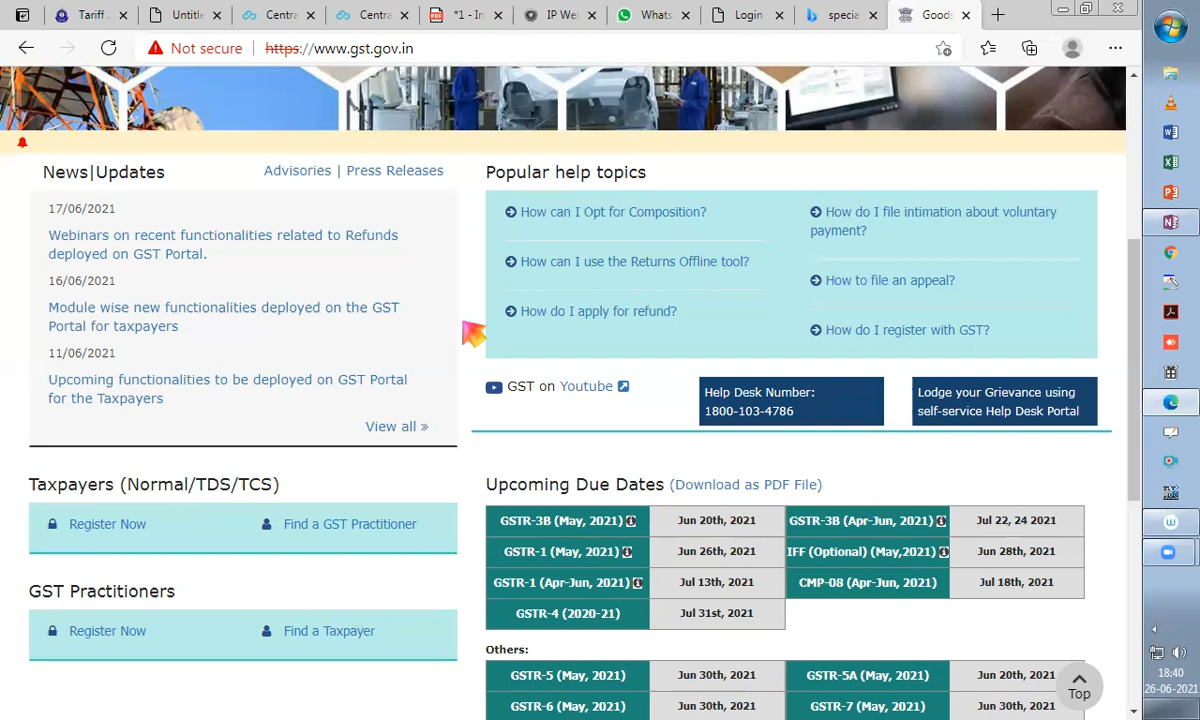 Tariff
Untitle
Centra
Centra
*1 - In
IP We
Whats
Login
specia
Goods
Not secure
https://www.gst.gov.in
News|Updates
Advisories | Press Releases
17/06/2021
Webinars on recent functionalities related to Refunds
deployed on GST Portal.
16/06/2021
Module wise new functionalities deployed on the GST
Portal for taxpayers
11/06/2021
Upcoming functionalities to be deployed on GST Portal
for the Taxpayers
View all »
Popular help topics
How can I Opt for Composition?
How can I use the Returns Offline tool?
How do I apply for refund?
How do I file intimation about voluntary
payment?
How to file an appeal?
How do I register with GST?
GST on Youtube
Help Desk Number:
1800-103-4786
Lodge your Grievance using
self-service Help Desk Portal
Taxpayers (Normal/TDS/TCS)
Register Now
Find a GST Practitioner
GST Practitioners
Register Now
Find a Taxpayer
Upcoming Due Dates (Download as PDF File)
GSTR-3B (May, 2021) Jun 20th, 2021 GSTR-3B (Apr-Jun, 2021) Jul 22, 24 2021
GSTR-1 (May, 2021) Jun 26th, 2021 IFF (Optional) (May,2021) Jun 28th, 2021
GSTR-1 (Apr-Jun, 2021) Jul 13th, 2021 CMP-08 (Apr-Jun, 2021) Jul 18th, 2021
GSTR-4 (2020-21) Jul 31st, 2021
Others:
GSTR-5 (May, 2021) Jun 30th, 2021 GSTR-5A (May, 2021) Jun 20th, 2021
GSTR-6 (May, 2021) Jun 30th, 2021 GSTR-7 (May, 2021) Jun 30th, 2021
Top
18:40
26-06-2021